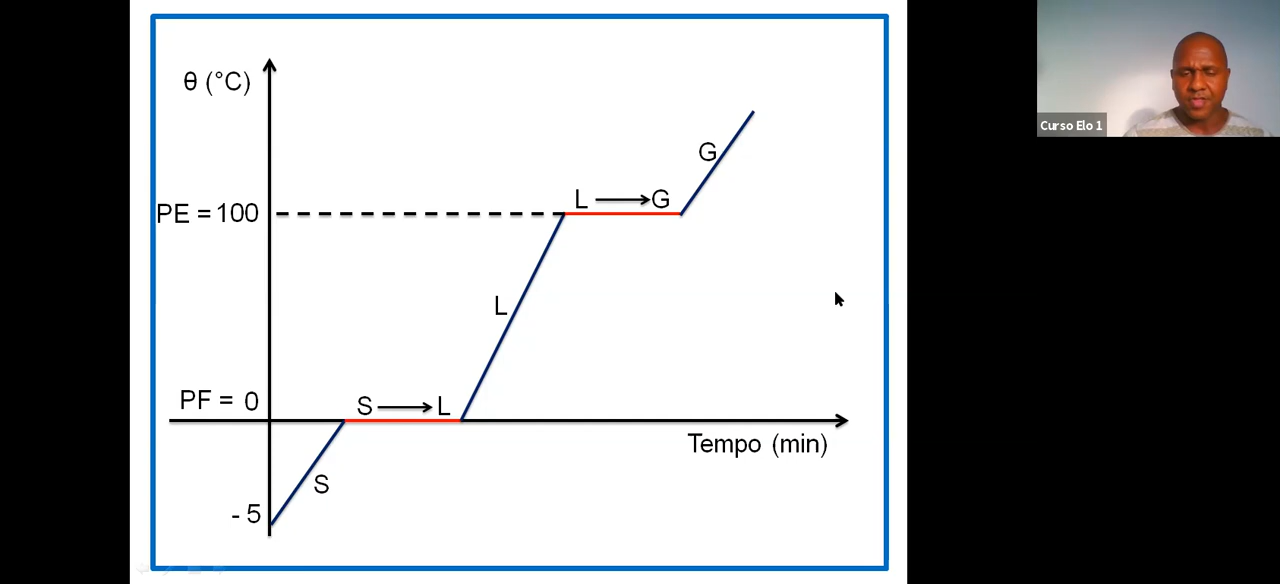 θ (°C)
G
L → G
PE = 100
L
PF = 0
S → L
Tempo (min)
S
- 5
Curso Elo 1